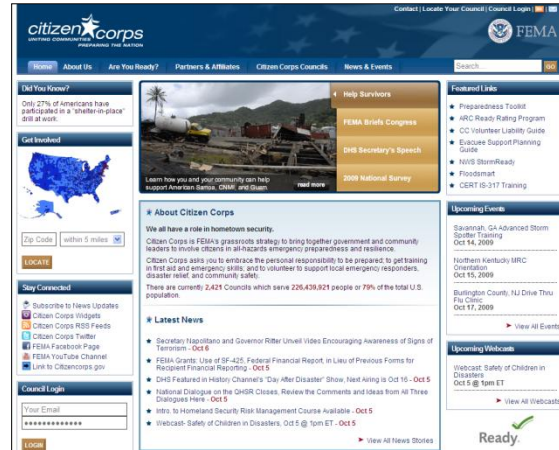 Contact | Locate Your Council | Council Login |
citizen corps
UNITING COMMUNITIES
PREPARING THE NATION
FEMA
Home About Us Are You Ready? Partners & Affiliates Citizen Corps Councils News & Events
Search...
GO
Did You Know?
Only 27% of Americans have
participated in a "shelter-in-place"
drill at work.
Get Involved
Zip Code within 5 miles
LOCATE
Stay Connected
Subscribe to News Updates
Citizen Corps Widgets
Citizen Corps RSS Feeds
Citizen Corps Twitter
FEMA Facebook Page
FEMA YouTube Channel
Link to Citizencorps.gov
Council Login
Your Email
LOGIN
Help Survivors
FEMA Briefs Congress
DHS Secretary's Speech
2009 National Survey
Learn how you and your community can help
support American Samoa, CNMI, and Guam.
read more
About Citizen Corps
We all have a role in hometown security.
Citizen Corps is FEMA's grassroots strategy to bring together government and community
leaders to involve citizens in all-hazards emergency preparedness and resilience.
Citizen Corps asks you to embrace the personal responsibility to be prepared; to get training
in first aid and emergency skills; and to volunteer to support local emergency responders,
disaster relief, and community safety.
There are currently 2,421 Councils which serve 226,439,921 people or 79% of the total U.S.
population.
Latest News
Secretary Napolitano and Governor Ritter Unveil Video Encouraging Awareness of Signs of
Terrorism - Oct 6
FEMA Grants: Use of SF-425, Federal Financial Report, in Lieu of Previous Forms for
Recipient Financial Reporting - Oct 5
DHS Featured in History Channel's "Day After Disaster" Show, Next Airing is Oct 16 - Oct 5
National Dialogue on the QHSR Closes, Review the Comments and Ideas from All Three
Dialogues Here - Oct 5
Intro. to Homeland Security Risk Management Course Available - Oct 5
Webcast- Safety of Children in Disasters, Oct 5 @ 1pm ET - Oct 5
View All News Stories
Featured Links
Preparedness Toolkit
ARC Ready Rating Program
CC Volunteer Liability Guide
Evacuee Support Planning
Guide
NWS StormReady
Floodsmart
CERT IS-317 Training
Upcoming Events
Savannah, GA Advanced Storm
Spotter Training
Oct 14, 2009
Northern Kentucky MRC
Orientation
Oct 15, 2009
Burlington County, NJ Drive Thru
Flu Clinic
Oct 17, 2009
View All Events
Upcoming Webcasts
Webcast: Safety of Children in
Disasters
Oct 5 @ 1pm ET
View All Webcasts
Ready.